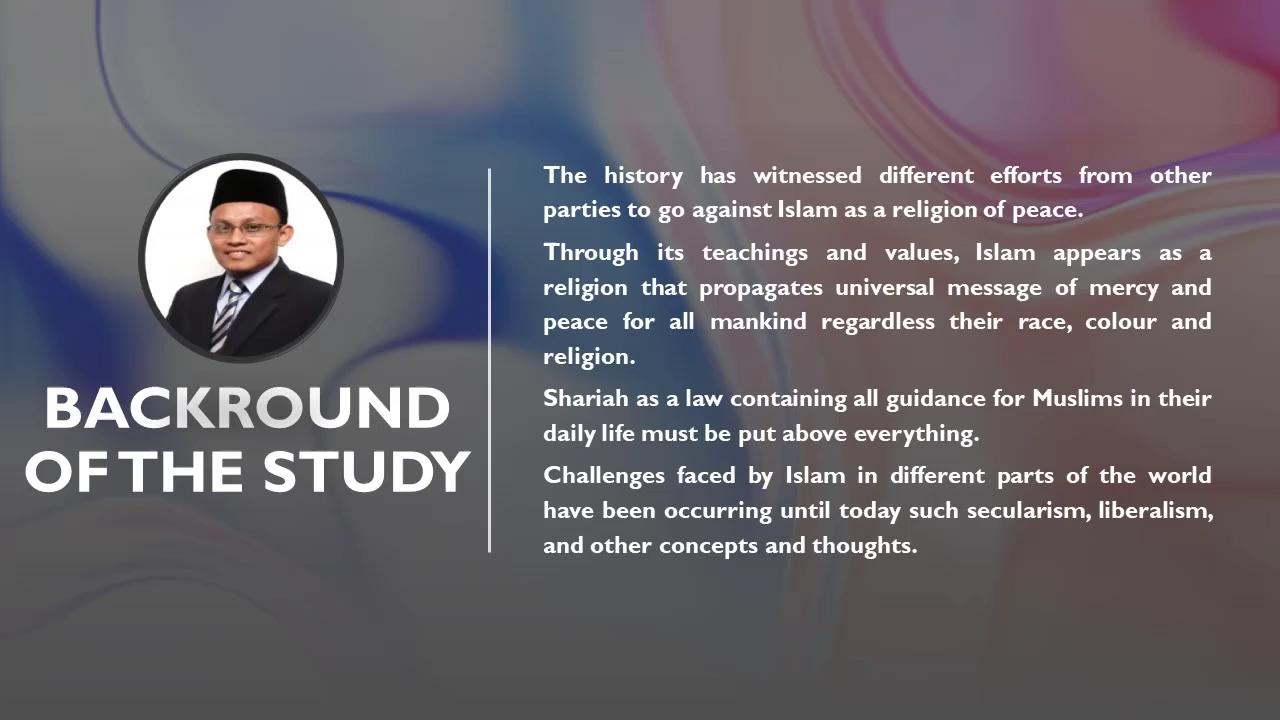 BACKROUND
OF THE STUDY
The history has witnessed different efforts from other
parties to go against Islam as a religion of peace.
Through its teachings and values, Islam appears as a
religion that propagates universal message of mercy and
peace for all mankind regardless their race, colour and
religion.
Shariah as a law containing all guidance for Muslims in their
daily life must be put above everything.
Challenges faced by Islam in different parts of the world
have been occurring until today such secularism, liberalism,
and other concepts and thoughts.